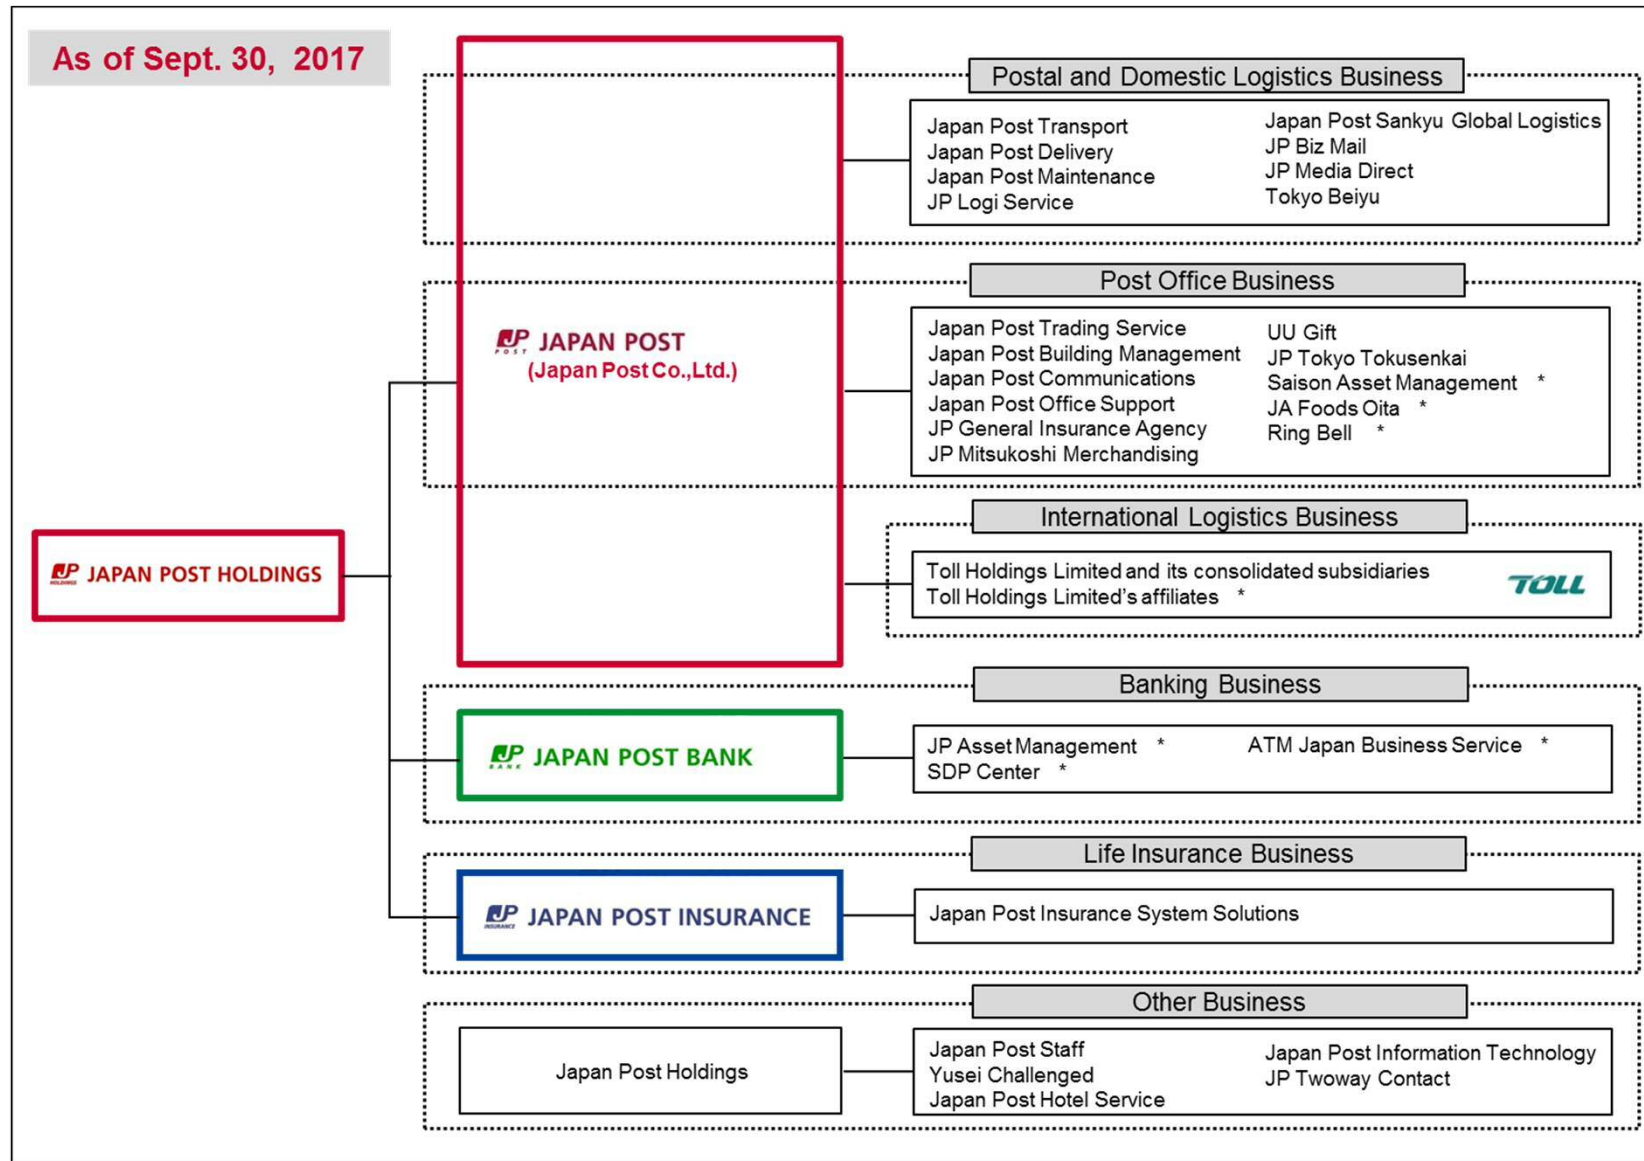 As of Sept. 30, 2017
Postal and Domestic Logistics Business
Japan Post Transport
Japan Post Delivery
Japan Post Maintenance
JP Logi Service
Japan Post Sankyu Global Logistics
JP Biz Mail
JP Media Direct
Tokyo Beiyu
Post Office Business
JP POST JAPAN POST
(Japan Post Co.,Ltd.)
Japan Post Trading Service
Japan Post Building Management
Japan Post Communications
Japan Post Office Support
JP General Insurance Agency
JP Mitsukoshi Merchandising
UU Gift
JP Tokyo Tokusenkai
Saison Asset Management *
JA Foods Oita *
Ring Bell *
International Logistics Business
Toll Holdings Limited and its consolidated subsidiaries
Toll Holdings Limited's affiliates *
TOLL
JP HOLDINGS JAPAN POST HOLDINGS
Banking Business
JP BANK JAPAN POST BANK
JP Asset Management *
SDP Center *
ATM Japan Business Service *
Life Insurance Business
JP INSURANCE JAPAN POST INSURANCE
Japan Post Insurance System Solutions
Other Business
Japan Post Holdings
Japan Post Staff
Yusei Challenged
Japan Post Hotel Service
Japan Post Information Technology
JP Twoway Contact